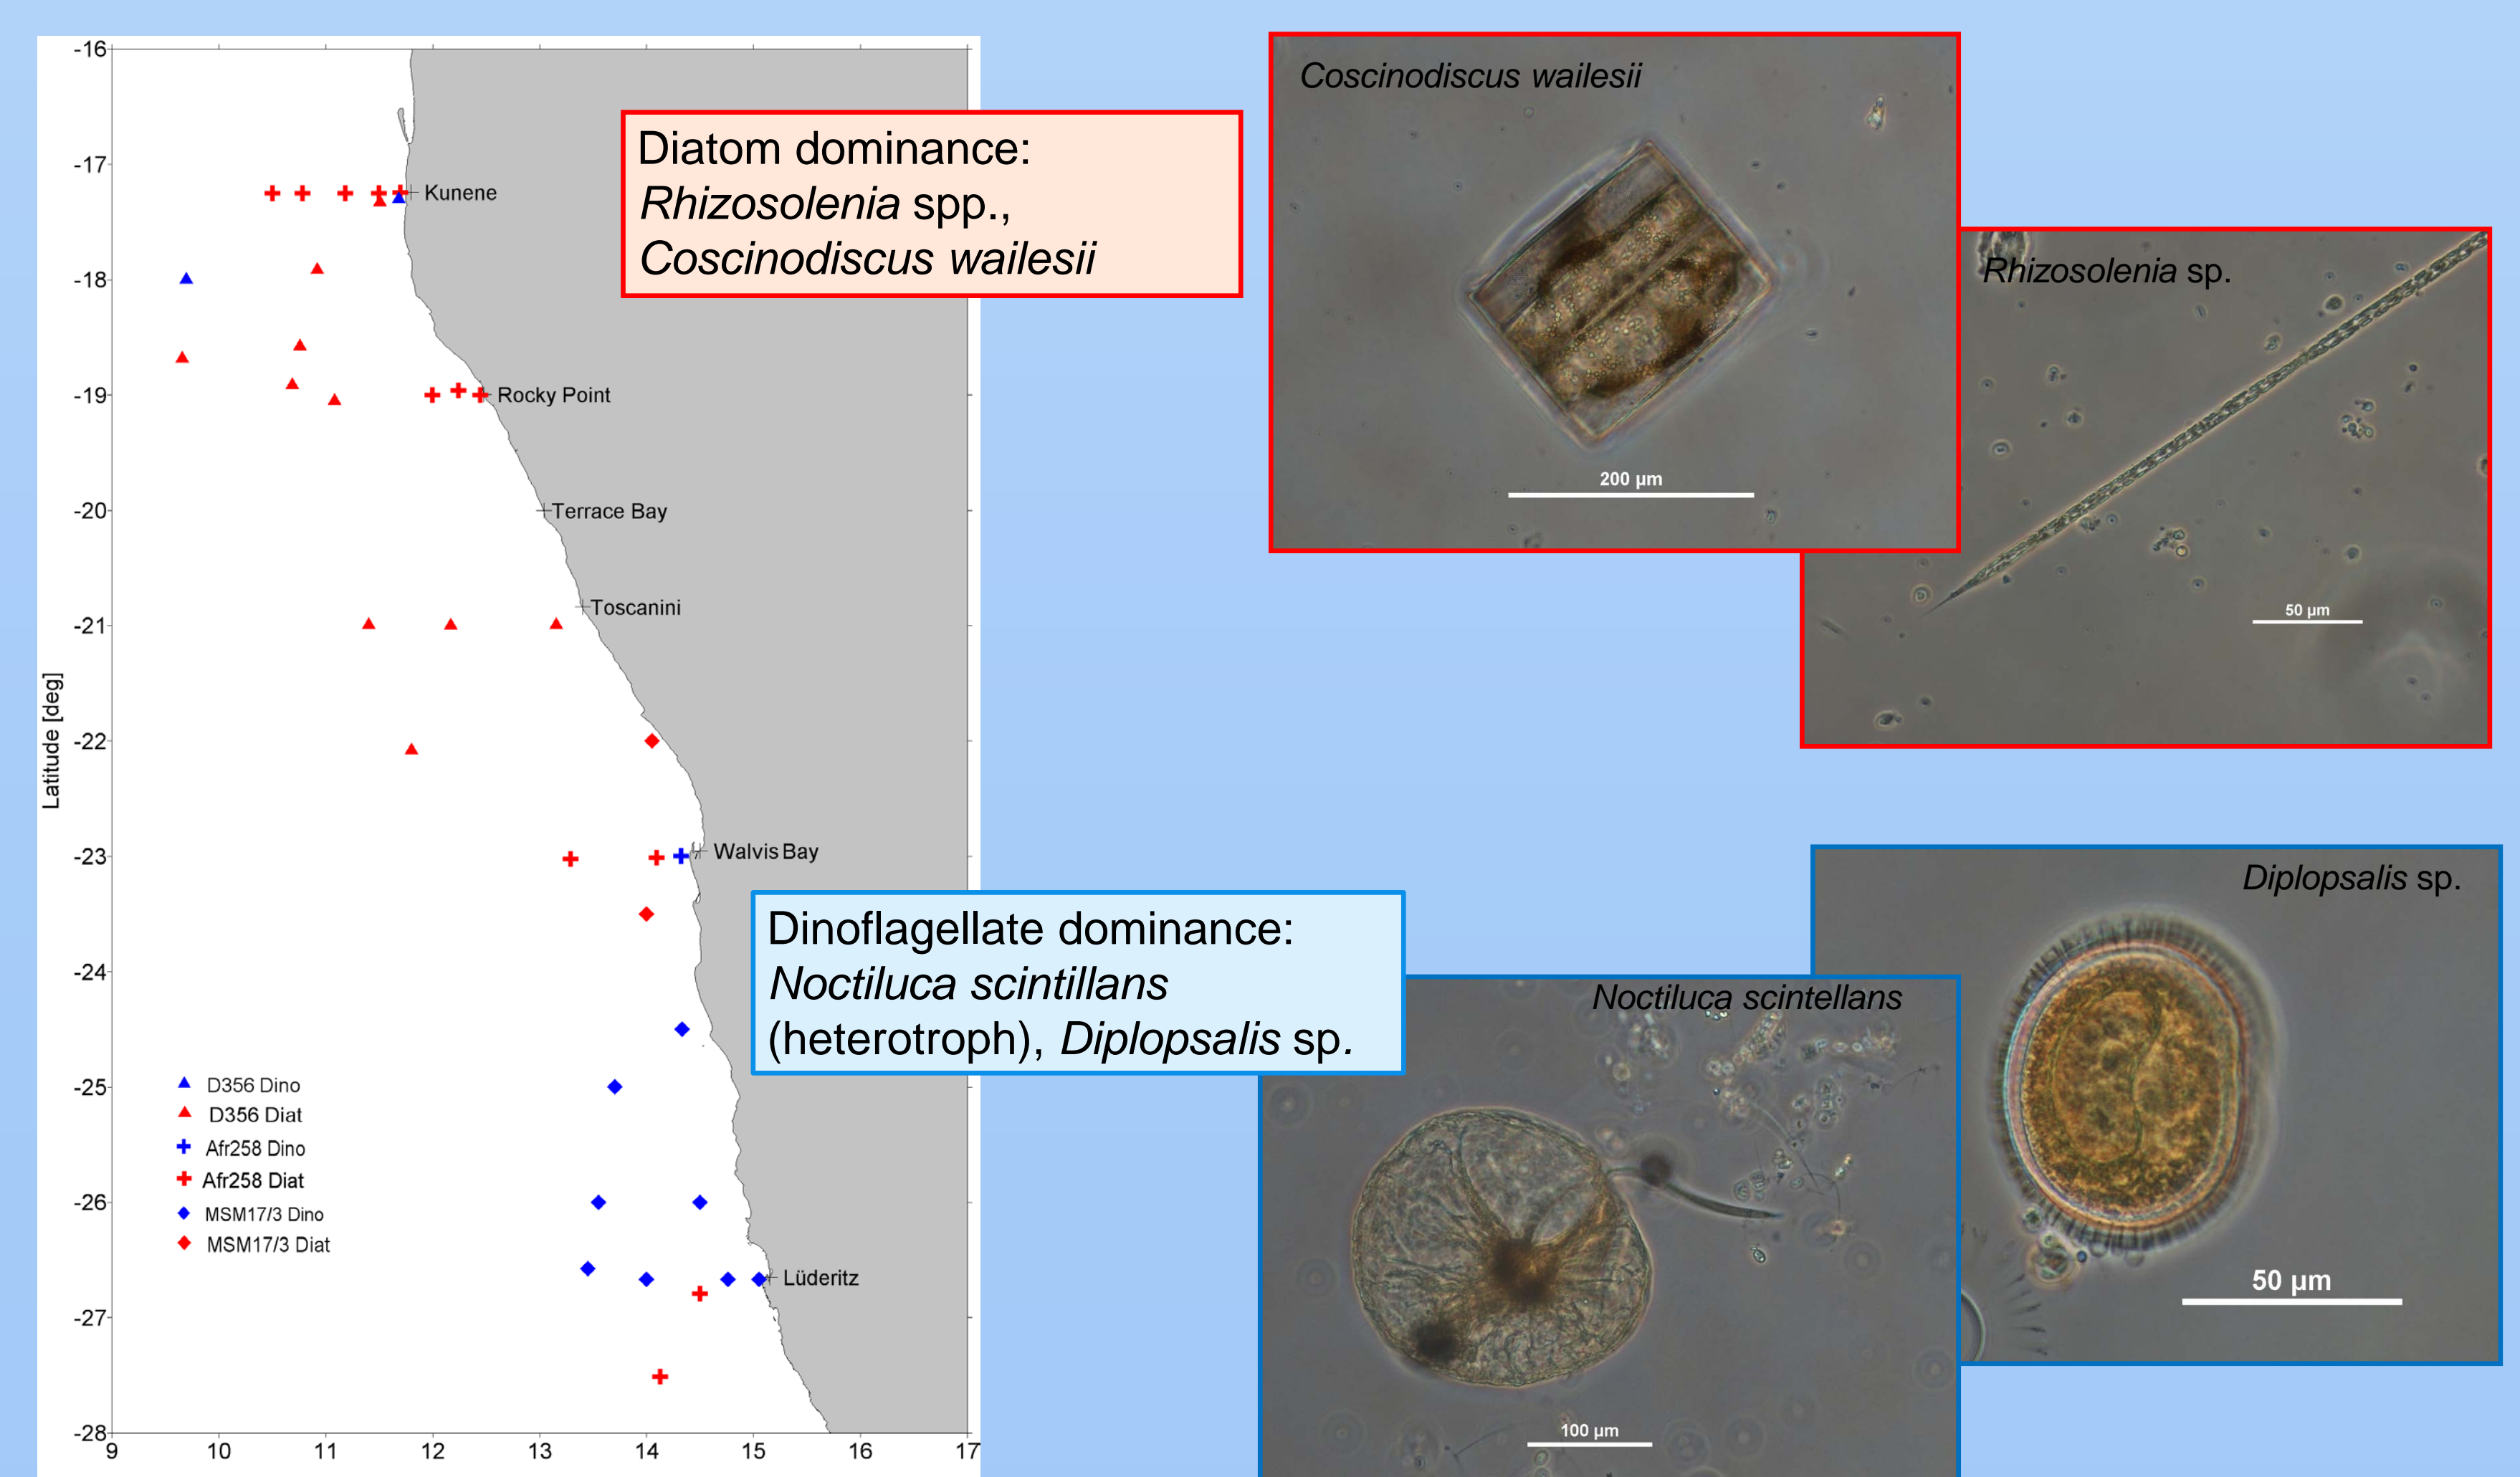 -16
-17
-18
-19
-20
-21
-22
-23
-24
-25
-26
-27
-28
Latitude [deg]
9 10 11 12 13 14 15 16 17
Kunene
Rocky Point
Terrace Bay
Toscanini
Walvis Bay
Lüderitz
D356 Dino
D356 Diat
Afr258 Dino
Afr258 Diat
MSM17/3 Dino
MSM17/3 Diat
Diatom dominance:
Rhizosolenia spp.,
Coscinodiscus wailesii
Dinoflagellate dominance:
Noctiluca scintillans
(heterotroph), Diplopsalis sp.
Coscinodiscus wailesii
200 µm
Rhizosolenia sp.
50 µm
Diplopsalis sp.
50 µm
Noctiluca scintellans
100 µm